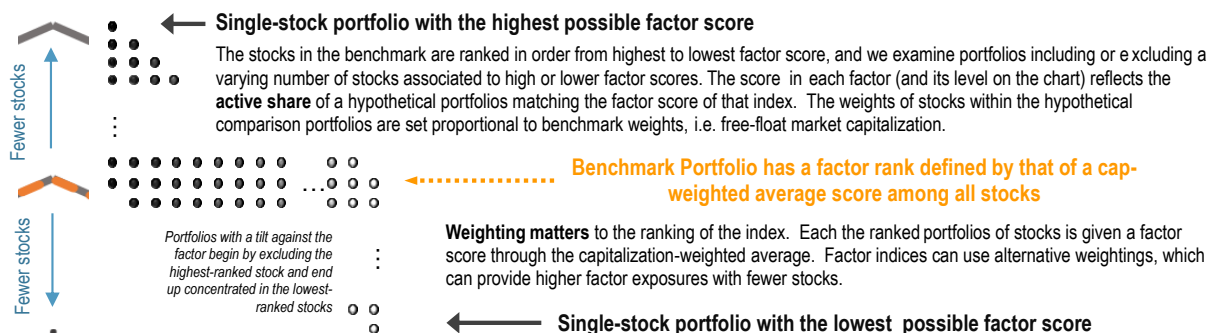 Single-stock portfolio with the highest possible factor score
The stocks in the benchmark are ranked in order from highest to lowest factor score, and we examine portfolios including or excluding a
varying number of stocks associated to high or lower factor scores. The score in each factor (and its level on the chart) reflects the
active share of a hypothetical portfolios matching the factor score of that index. The weights of stocks within the hypothetical
comparison portfolios are set proportional to benchmark weights, i.e. free-float market capitalization.
Fewer stocks
Benchmark Portfolio has a factor rank defined by that of a cap-
weighted average score among all stocks
Fewer stocks
Portfolios with a tilt against the
factor begin by excluding the
highest-ranked stock and end
up concentrated in the lowest-
ranked stocks
Weighting matters to the ranking of the index. Each the ranked portfolios of stocks is given a factor
score through the capitalization-weighted average. Factor indices can use alternative weightings, which
can provide higher factor exposures with fewer stocks.
Single-stock portfolio with the lowest possible factor score